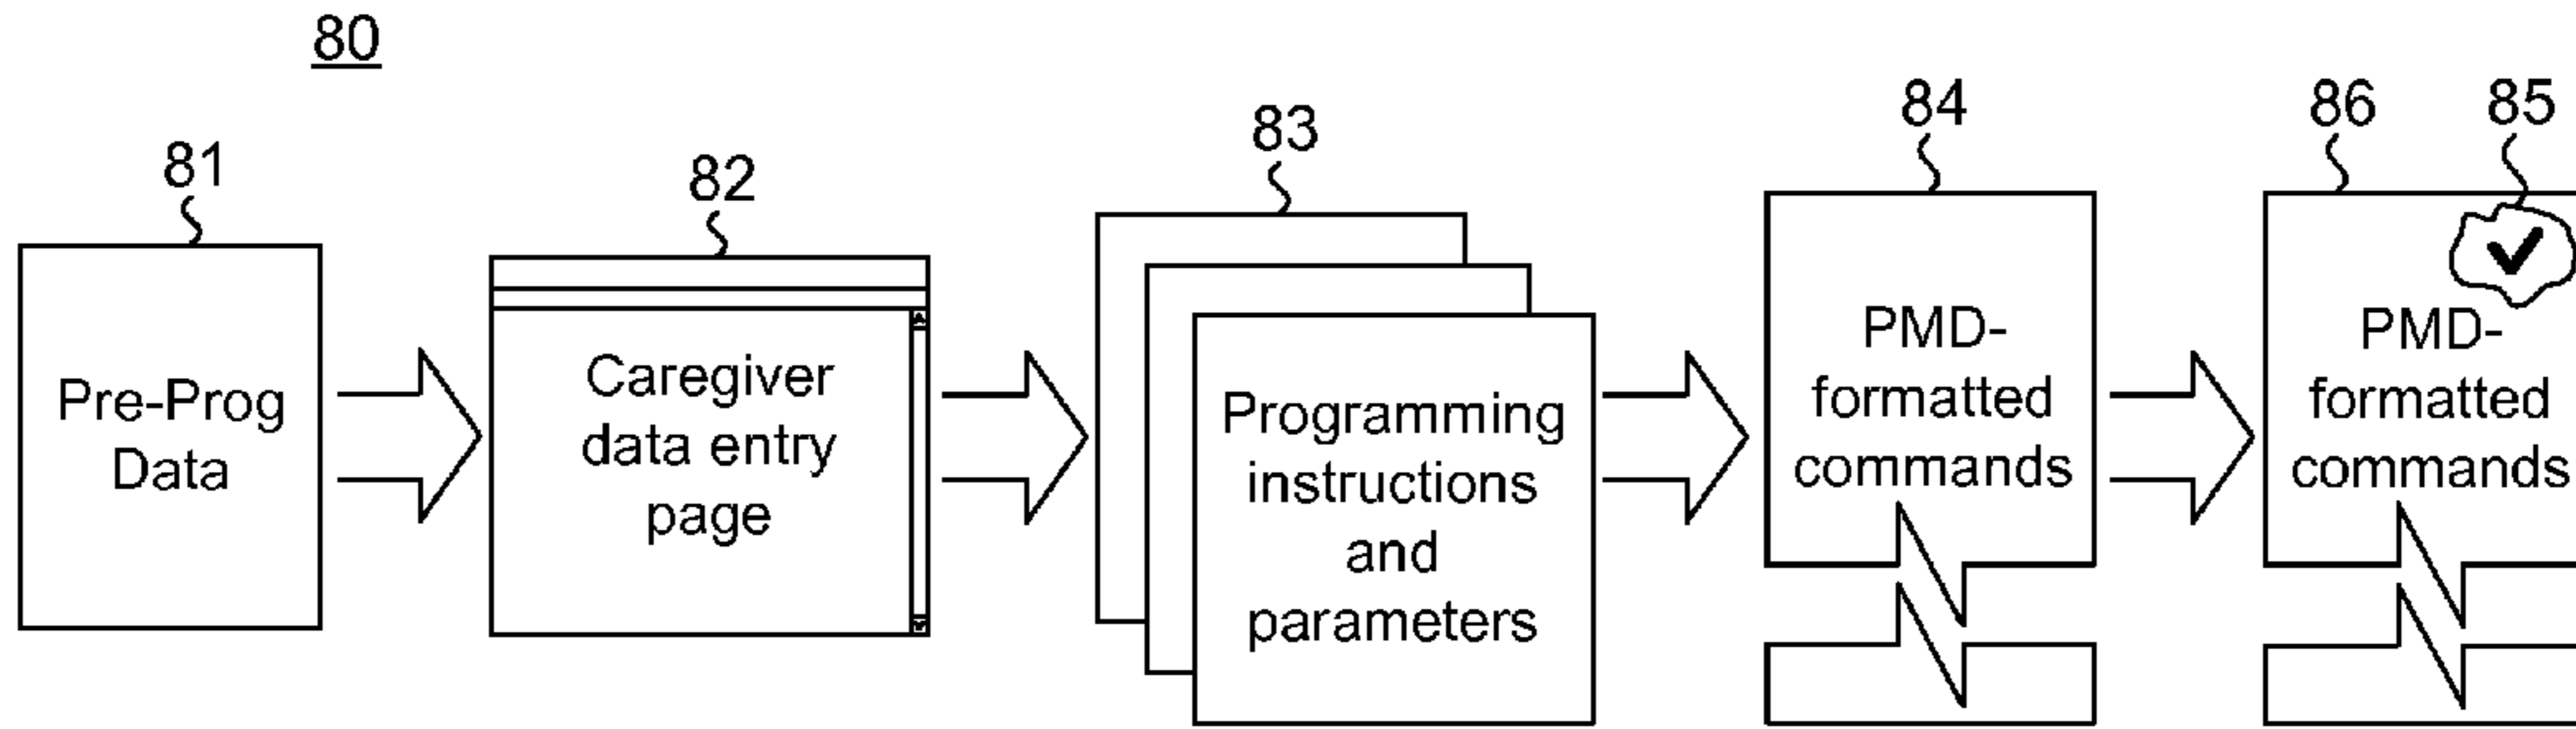 80
81
82
83
84
86
85
Pre-Prog
Data
Caregiver
data entry
page
Programming
instructions
and
parameters
PMD-
formatted
commands
PMD-
formatted
commands